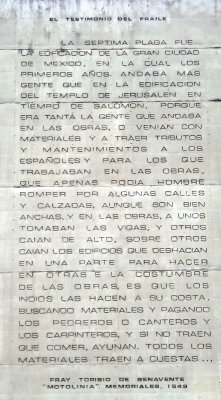 EL TESTIMONIO DEL FRAILE
LA SEPTIMA PLAGA FUE
LA EDIFICACION DE LA GRAN CIUDAD
DE MEXICO, EN LA CUAL LOS
PRIMEROS AÑOS. ANDABA MAS
GENTE QUE EN LA EDIFICACION
DEL TEMPLO DE JERUSALEN EN
TIEMPO DE SALOMON, PORQUE
ERA TANTA LA GENTE QUE ANDABA
EN LAS OBRAS, O VENIAN CON
MATERIALES Y A TRAER TRIBUTOS
Y MANTENIMIENTOS A LOS
ESPAÑOLES Y PARA LOS QUE
TRABAJABAN EN LAS OBRAS,
QUE APENAS PODIA HOMBRE
ROMPER POR ALGUNAS CALLES
Y CALZADAS, AUNQUE SON BIEN
ANCHAS, Y EN LAS OBRAS, A UNOS
TOMABAN LAS VIGAS, Y OTROS
CAIAN DE ALTO, SOBRE OTROS
CAIAN LOS EDIFICIOS QUE DESHACIAN
EN UNA PARTE PARA HACER
EN OTRAS E LA COSTUMBRE
DE LAS OBRAS, ES QUE LOS
INDIOS LAS HACEN A SU COSTA.
BUSCANDO MATERIALES Y PAGANDO
LOS PEDREROS O CANTEROS Y
LOS CARPINTEROS, Y SI NO TRAEN
QUE COMER, AYUNAN. TODOS LOS
MATERIALES TRAEN A CUESTAS...
FRAY TORIBIO DE BENAVENTE
"MOTOLINIA" MEMORIALES, 1549